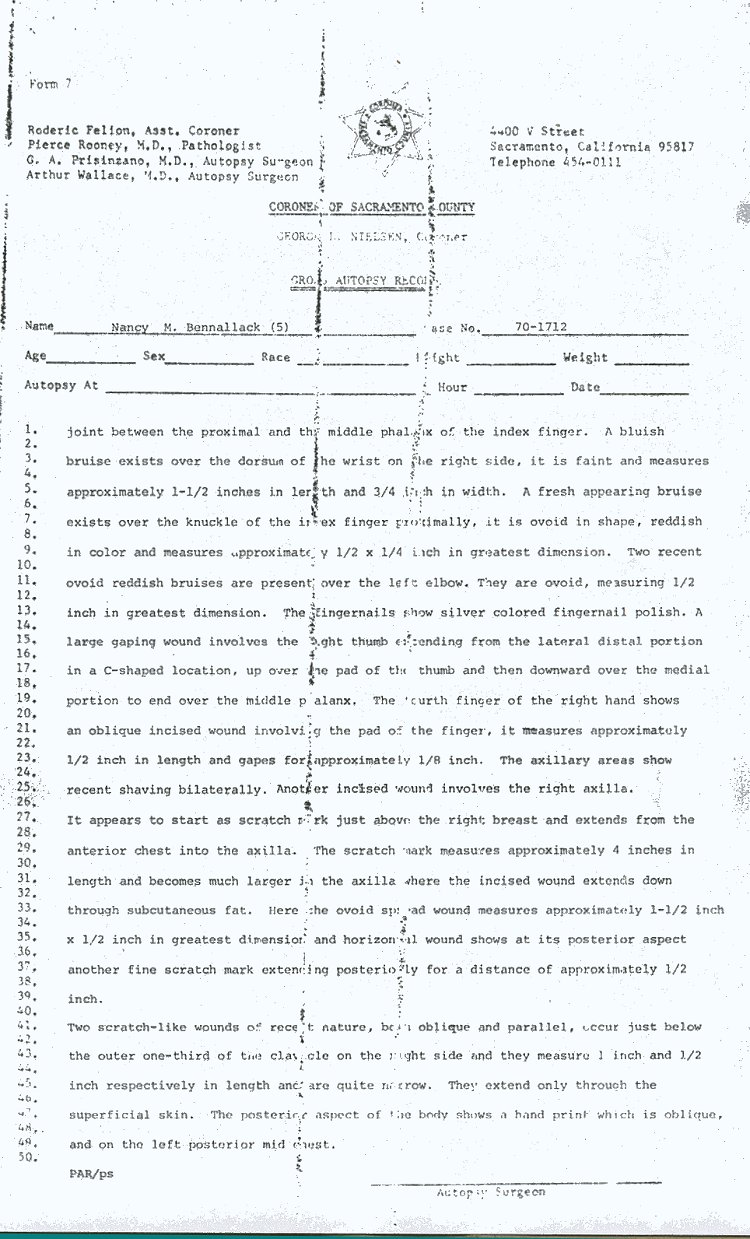 Form 7
Roderic Fellon, Asst. Coroner
Pierce Rooney, M.D., Pathologist
G. A. Prisinzano, M.D., Autopsy Surgeon
Arthur Wallace, M.D., Autopsy Surgeon
4400 V Street
Sacramento, California 95817
Telephone 454-0111
CORONER OF SACRAMENTO COUNTY
GEORGE NIELSEN, Coroner
GROSS AUTOPSY RECORD
Name Nancy M. Bennallack (5) Case No. 70-1712
Age Sex Race Height Weight
Autopsy At Hour Date
1. joint between the proximal and the middle phalanx of the index finger. A bluish
2.
3. bruise exists over the dorsum of the wrist on the right side, it is faint and measures
4.
5. approximately 1-1/2 inches in length and 3/4 inch in width. A fresh appearing bruise
6.
7. exists over the knuckle of the index finger proximally, it is ovoid in shape, reddish
8.
9. in color and measures approximately 1/2 x 1/4 inch in greatest dimension. Two recent
10.
11. ovoid reddish bruises are present over the left elbow. They are ovoid, measuring 1/2
12.
13. inch in greatest dimension. The fingernails show silver colored fingernail polish. A
14.
15. large gaping wound involves the right thumb extending from the lateral distal portion
16.
17. in a C-shaped location, up over the pad of the thumb and then downward over the medial
18.
19. portion to end over the middle phalanx. The fourth finger of the right hand shows
20.
21. an oblique incised wound involving the pad of the finger, it measures approximately
22.
23. 1/2 inch in length and gapes for approximately 1/8 inch. The axillary areas show
24.
25. recent shaving bilaterally. Another incised wound involves the right axilla.
26.
27. It appears to start as scratch mark just above the right breast and extends from the
28.
29. anterior chest into the axilla. The scratch mark measures approximately 4 inches in
30.
31. length and becomes much larger in the axilla where the incised wound extends down
32.
33. through subcutaneous fat. Here the ovoid spread wound measures approximately 1-1/2 inch
34.
35. x 1/2 inch in greatest dimension and horizontal wound shows at its posterior aspect
36.
37. another fine scratch mark extending posteriorly for a distance of approximately 1/2
38.
39. inch.
40.
41. Two scratch-like wounds of recent nature, both oblique and parallel, occur just below
42.
43. the outer one-third of the clavicle on the right side and they measure 1 inch and 1/2
44.
45. inch respectively in length and are quite narrow. They extend only through the
46.
47. superficial skin. The posterior aspect of the body shows a hand print which is oblique,
48.
49. and on the left posterior mid chest.
50.
PAR/ps
Autopsy Surgeon